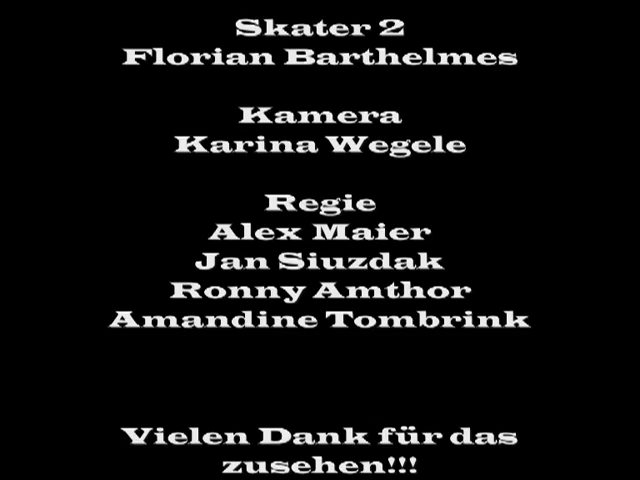 Skater 2
Florian Barthelmes
Kamera
Karina Wegele
Regie
Alex Maier
Jan Siuzdak
Ronny Amthor
Amandine Tombrink
Vielen Dank für das
zusehen!!!